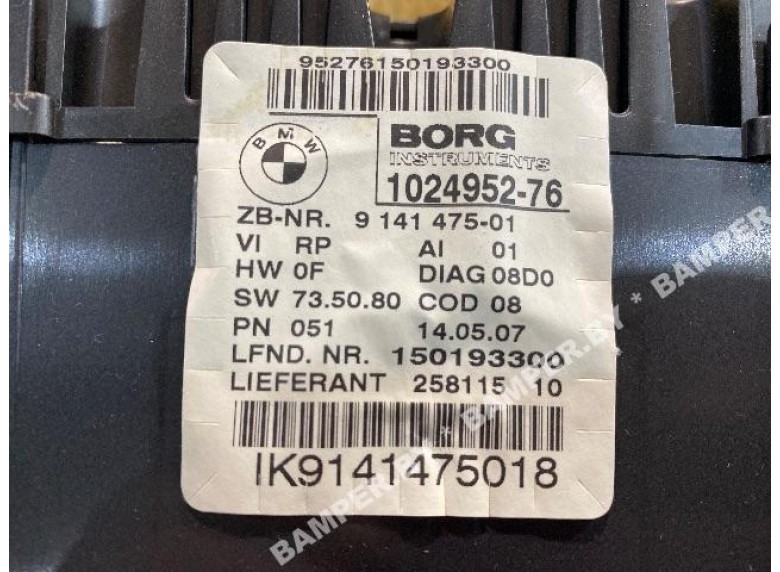 95276150193300
BMW
BORG
INSTRUMENTS
1024952-76
ZB-NR. 9 141 475-01
VI RP AI 01
HW 0F DIAG 08D0
SW 73.50.80 COD 08
PN 051 14.05.07
LFND. NR. 150193300
LIEFERANT 258115 10
IK9141475018
BAMPER.BY * BAMPER.BY * BAMPER.BY